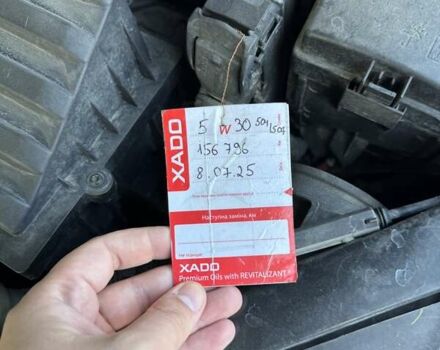 XADO
5 W 30 504/507
156 796
8.07.25
Наступна заміна, км
XADO
Premium Oils with REVITALIZANT